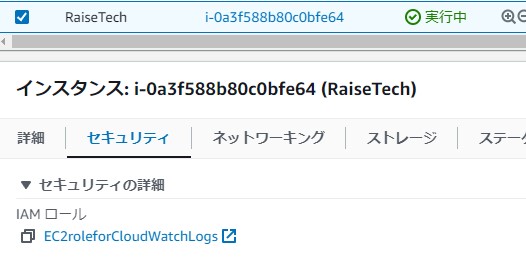 RaiseTech i-0a3f588b80c0bfe64 実行中
インスタンス: i-0a3f588b80c0bfe64 (RaiseTech)
詳細 セキュリティ ネットワーキング ストレージ ステー
▼ セキュリティの詳細
IAM ロール
EC2roleforCloudWatchLogs